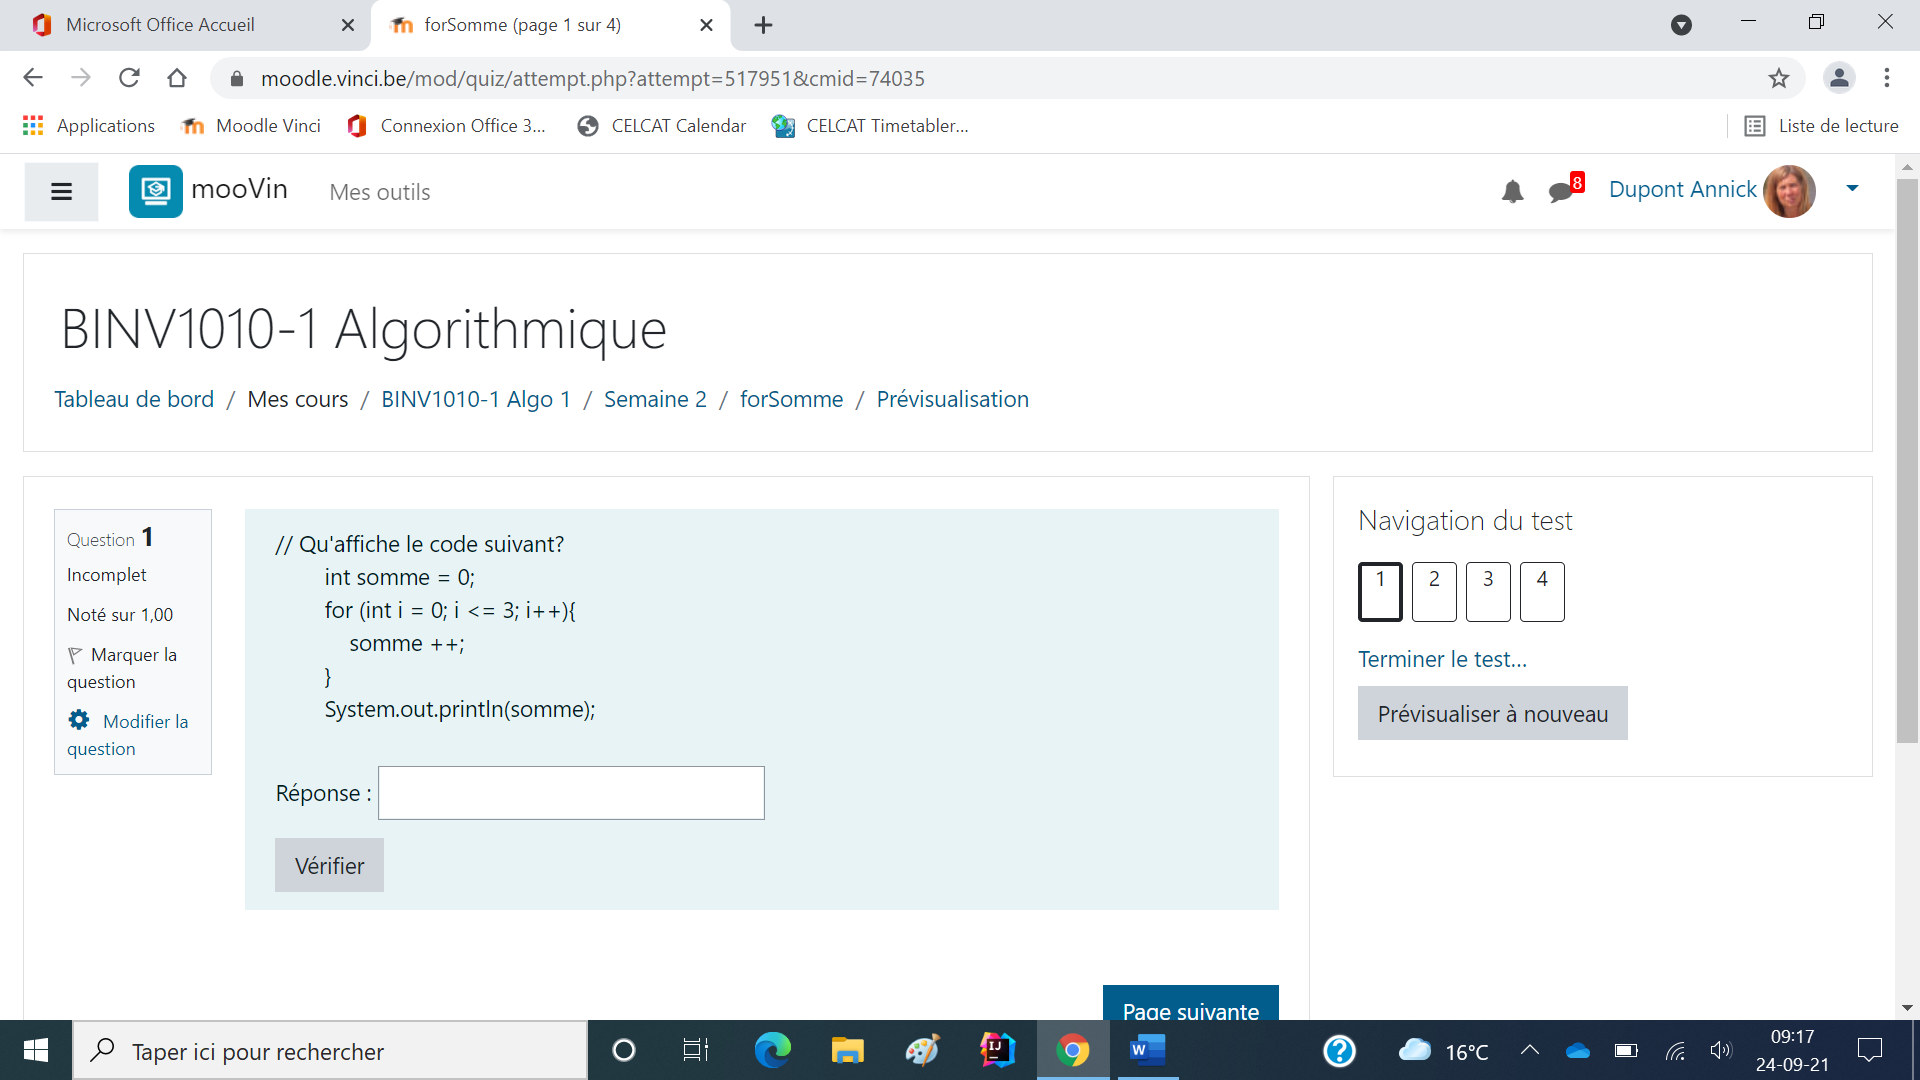 Microsoft Office Accueil
forSomme (page 1 sur 4)
moodle.vinci.be/mod/quiz/attempt.php?attempt=517951&cmid=74035
Applications
Moodle Vinci
Connexion Office 3...
CELCAT Calendar
CELCAT Timetabler...
Liste de lecture
mooVin
Mes outils
8
Dupont Annick
BINV1010-1 Algorithmique
Tableau de bord / Mes cours / BINV1010-1 Algo 1 / Semaine 2 / forSomme / Prévisualisation
Question 1
Incomplet
Noté sur 1,00
Marquer la
question
Modifier la
question
// Qu'affiche le code suivant?
int somme = 0;
for (int i = 0; i <= 3; i++){
somme ++;
}
System.out.println(somme);
Réponse :
Vérifier
Page suivante
Navigation du test
1 2 3 4
Terminer le test...
Prévisualiser à nouveau
Taper ici pour rechercher
IJ
W
?
16°C
09:17
24-09-21